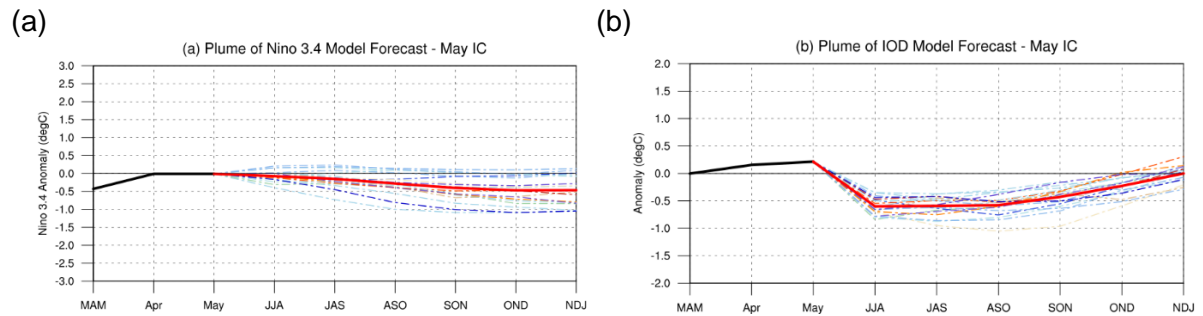 (a)
(a) Plume of Nino 3.4 Model Forecast - May IC
Nino 3.4 Anomaly (degC)
3.0
2.5
2.0
1.5
1.0
0.5
0.0
-0.5
-1.0
-1.5
-2.0
-2.5
-3.0
MAM Apr May JJA JAS ASO SON OND NDJ
(b)
(b) Plume of IOD Model Forecast - May IC
Anomaly (degC)
2.0
1.5
1.0
0.5
0.0
-0.5
-1.0
-1.5
-2.0
MAM Apr May JJA JAS ASO SON OND NDJ